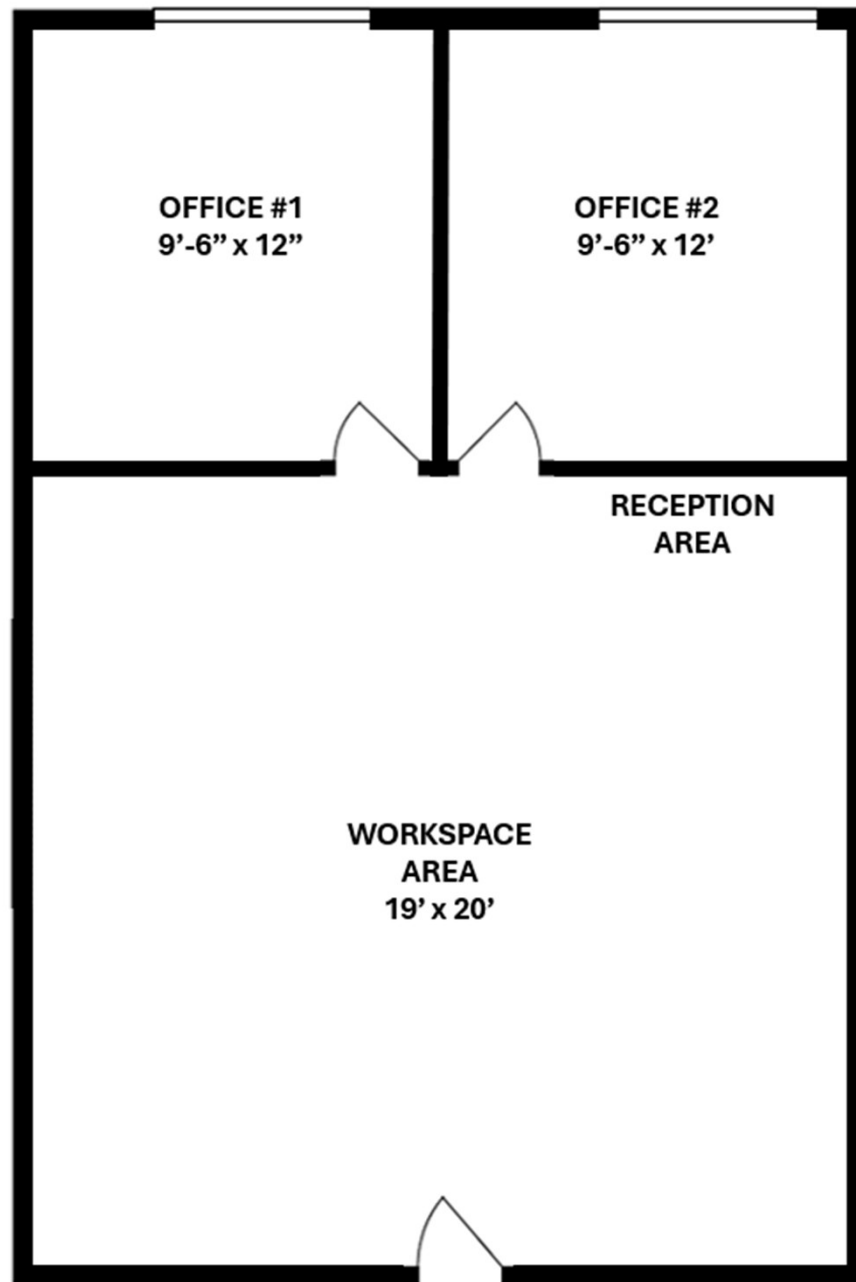 OFFICE #1
9’-6” x 12”
OFFICE #2
9’-6” x 12’
RECEPTION
AREA
WORKSPACE
AREA
19’ x 20’